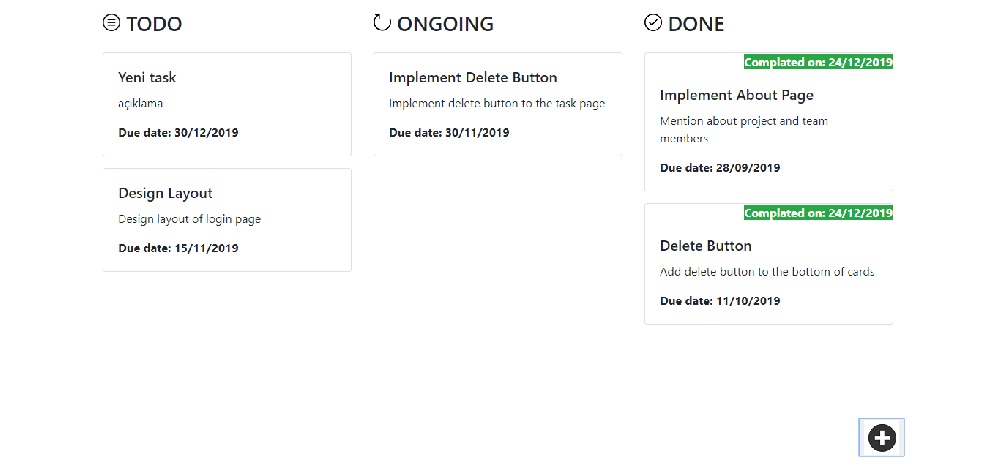 TODO
Yeni task
açıklama
Due date: 30/12/2019
Design Layout
Design layout of login page
Due date: 15/11/2019
ONGOING
Implement Delete Button
Implement delete button to the task page
Due date: 30/11/2019
DONE
Complated on: 24/12/2019
Implement About Page
Mention about project and team
members
Due date: 28/09/2019
Complated on: 24/12/2019
Delete Button
Add delete button to the bottom of cards
Due date: 11/10/2019